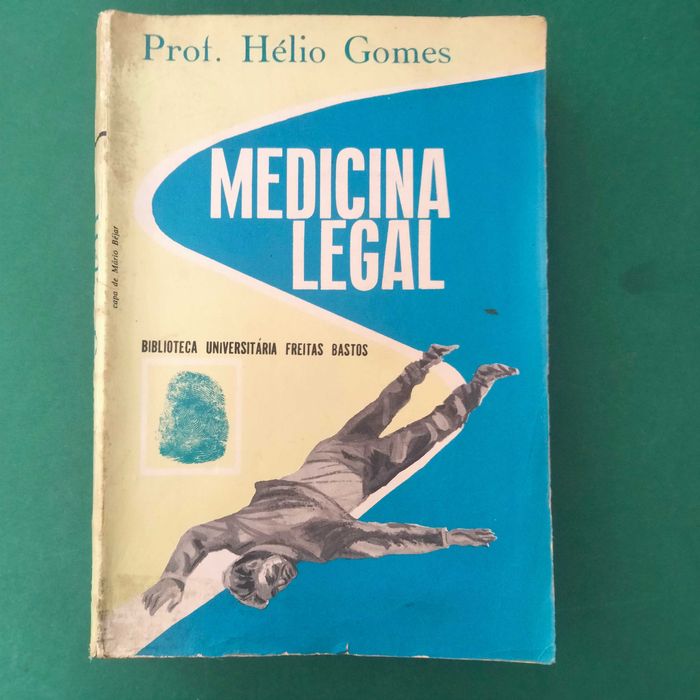 Prof. Hélio Gomes
MEDICINA
LEGAL
capa de Mário Béjar
BIBLIOTECA UNIVERSITÁRIA FREITAS BASTOS